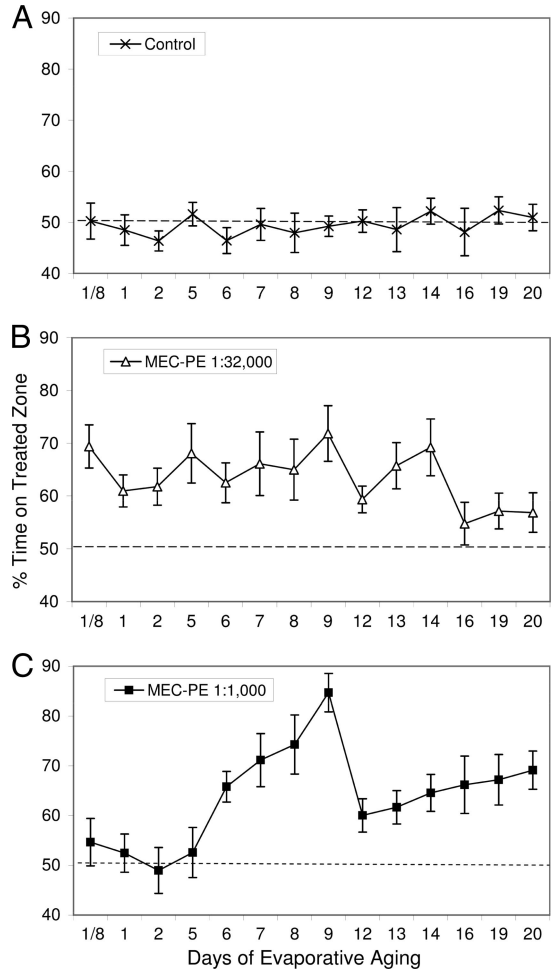 A
90
80
70
60
50
40
Control
1/8 1 2 5 6 7 8 9 12 13 14 16 19 20
B
90
80
70
60
50
40
MEC-PE 1:32,000
1/8 1 2 5 6 7 8 9 12 13 14 16 19 20
% Time on Treated Zone
C
90
80
70
60
50
40
MEC-PE 1:1,000
1/8 1 2 5 6 7 8 9 12 13 14 16 19 20
Days of Evaporative Aging